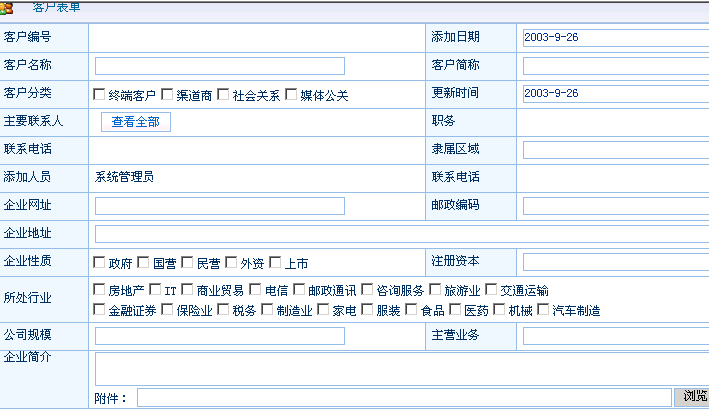 客户表单
客户编号 添加日期 2003-9-26
客户名称 客户简称
客户分类 终端客户 渠道商 社会关系 媒体公关 更新时间 2003-9-26
主要联系人 查看全部 职务
联系电话 隶属区域
添加人员 系统管理员 联系电话
企业网址 邮政编码
企业地址
企业性质 政府 国营 民营 外资 上市 注册资本
所处行业 房地产 IT 商业贸易 电信 邮政通讯 咨询服务 旅游业 交通运输
金融证券 保险业 税务 制造业 家电 服装 食品 医药 机械 汽车制造
公司规模 主营业务
企业简介
附件： 浏览